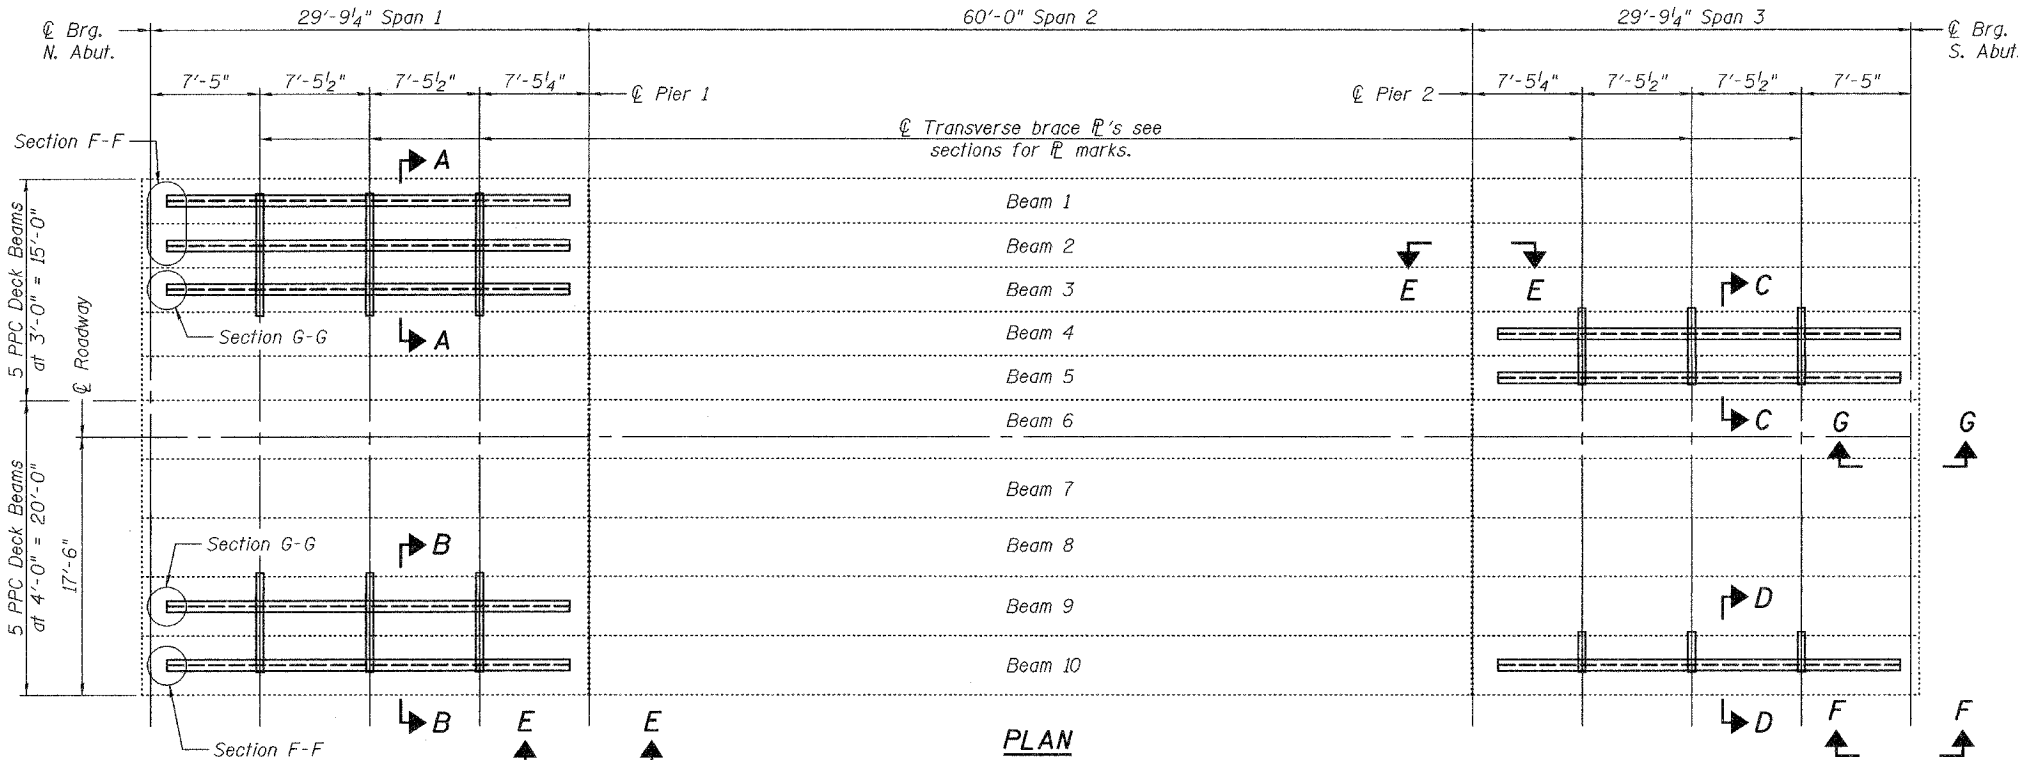 29'-9¼" Span 1
60'-0" Span 2
29'-9¼" Span 3
℄ Brg.
N. Abut.
℄ Brg.
S. Abut.
7'-5"
7'-5½"
7'-5½"
7'-5¼"
℄ Pier 1
℄ Pier 2
7'-5¼"
7'-5½"
7'-5½"
7'-5"
℄ Transverse brace ⅊'s see
sections for ⅊ marks.
Section F-F
A
Beam 1
Beam 2
Beam 3
Beam 4
Beam 5
Beam 6
Beam 7
Beam 8
Beam 9
Beam 10
5 PPC Deck Beams
at 3'-0" = 15'-0"
℄ Roadway
Section G-G
A
E
E
C
C
G
G
5 PPC Deck Beams
at 4'-0" = 20'-0"
17'-6"
Section G-G
B
B
D
D
Section F-F
E
E
F
F
PLAN